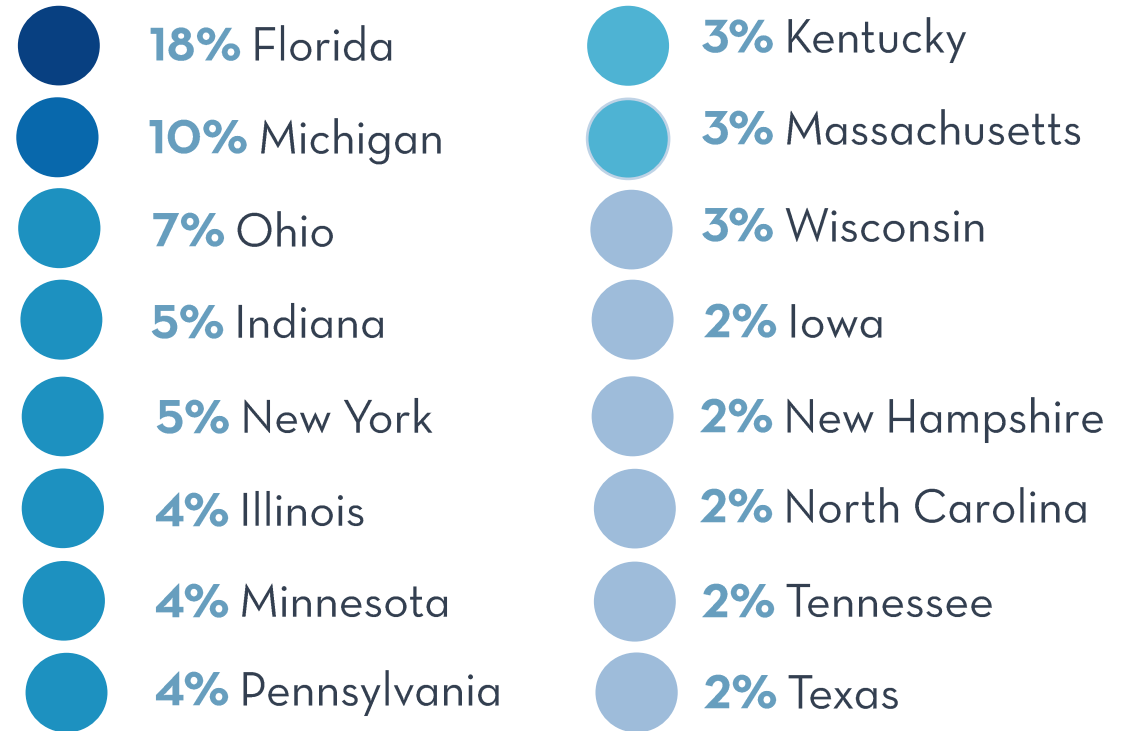 18% Florida
10% Michigan
7% Ohio
5% Indiana
5% New York
4% Illinois
4% Minnesota
4% Pennsylvania
3% Kentucky
3% Massachusetts
3% Wisconsin
2% Iowa
2% New Hampshire
2% North Carolina
2% Tennessee
2% Texas